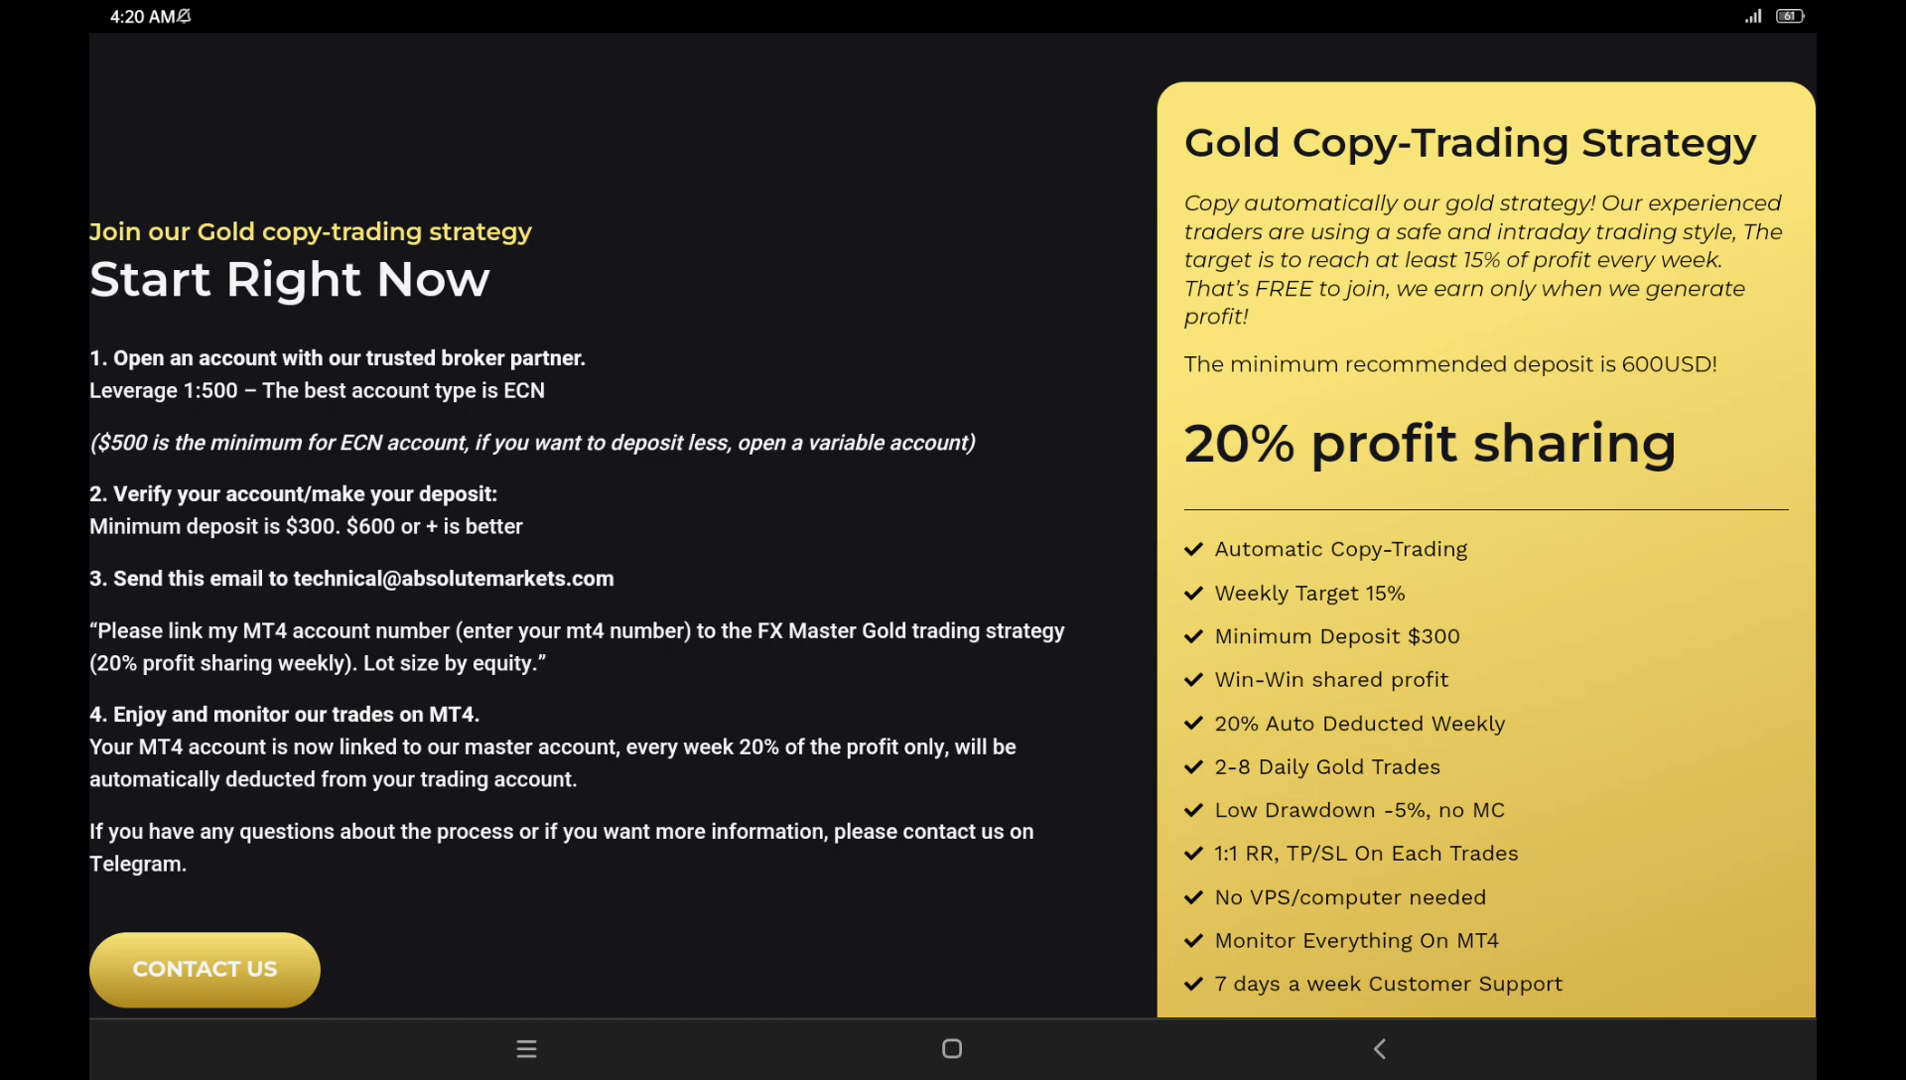 4:20 AM
61
Join our Gold copy-trading strategy
Start Right Now
1. Open an account with our trusted broker partner.
Leverage 1:500 – The best account type is ECN
($500 is the minimum for ECN account, if you want to deposit less, open a variable account)
2. Verify your account/make your deposit:
Minimum deposit is $300. $600 or + is better
3. Send this email to technical@absolutemarkets.com
“Please link my MT4 account number (enter your mt4 number) to the FX Master Gold trading strategy
(20% profit sharing weekly). Lot size by equity.”
4. Enjoy and monitor our trades on MT4.
Your MT4 account is now linked to our master account, every week 20% of the profit only, will be
automatically deducted from your trading account.
If you have any questions about the process or if you want more information, please contact us on
Telegram.
CONTACT US
Gold Copy-Trading Strategy
Copy automatically our gold strategy! Our experienced
traders are using a safe and intraday trading style, The
target is to reach at least 15% of profit every week.
That’s FREE to join, we earn only when we generate
profit!
The minimum recommended deposit is 600USD!
20% profit sharing
Automatic Copy-Trading
Weekly Target 15%
Minimum Deposit $300
Win-Win shared profit
20% Auto Deducted Weekly
2-8 Daily Gold Trades
Low Drawdown -5%, no MC
1:1 RR, TP/SL On Each Trades
No VPS/computer needed
Monitor Everything On MT4
7 days a week Customer Support